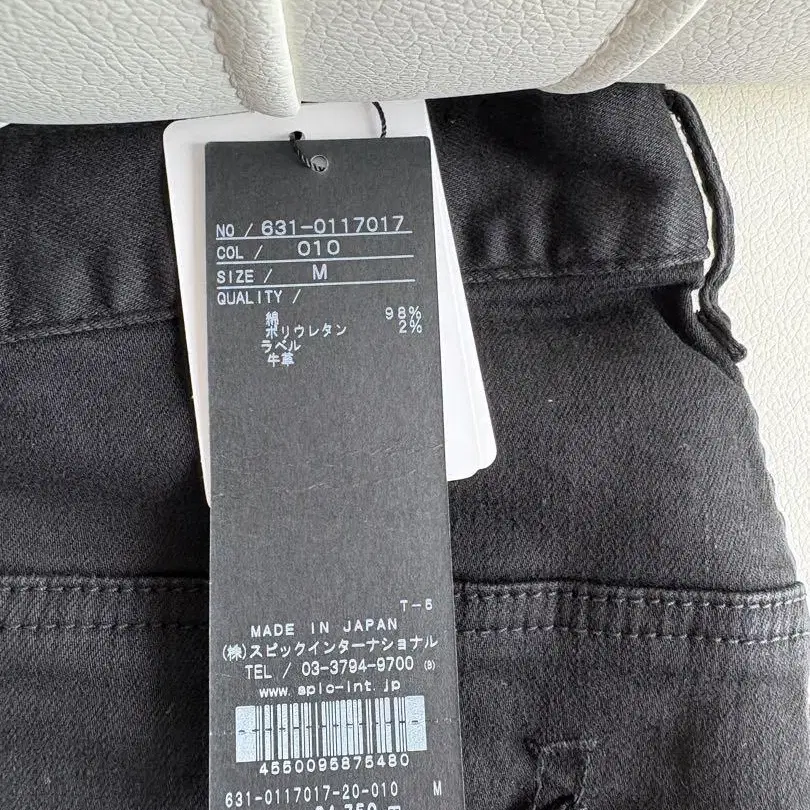 NO / 631-0117017
COL / 010
SIZE / M
QUALITY /
綿 98%
ポリウレタン 2%
ラベル
牛革
T-6
MADE IN JAPAN
(株)スピックインターナショナル
TEL / 03-3794-9700 (B)
www.spic-int.jp
4550095875480
631-0117017-20-010 M